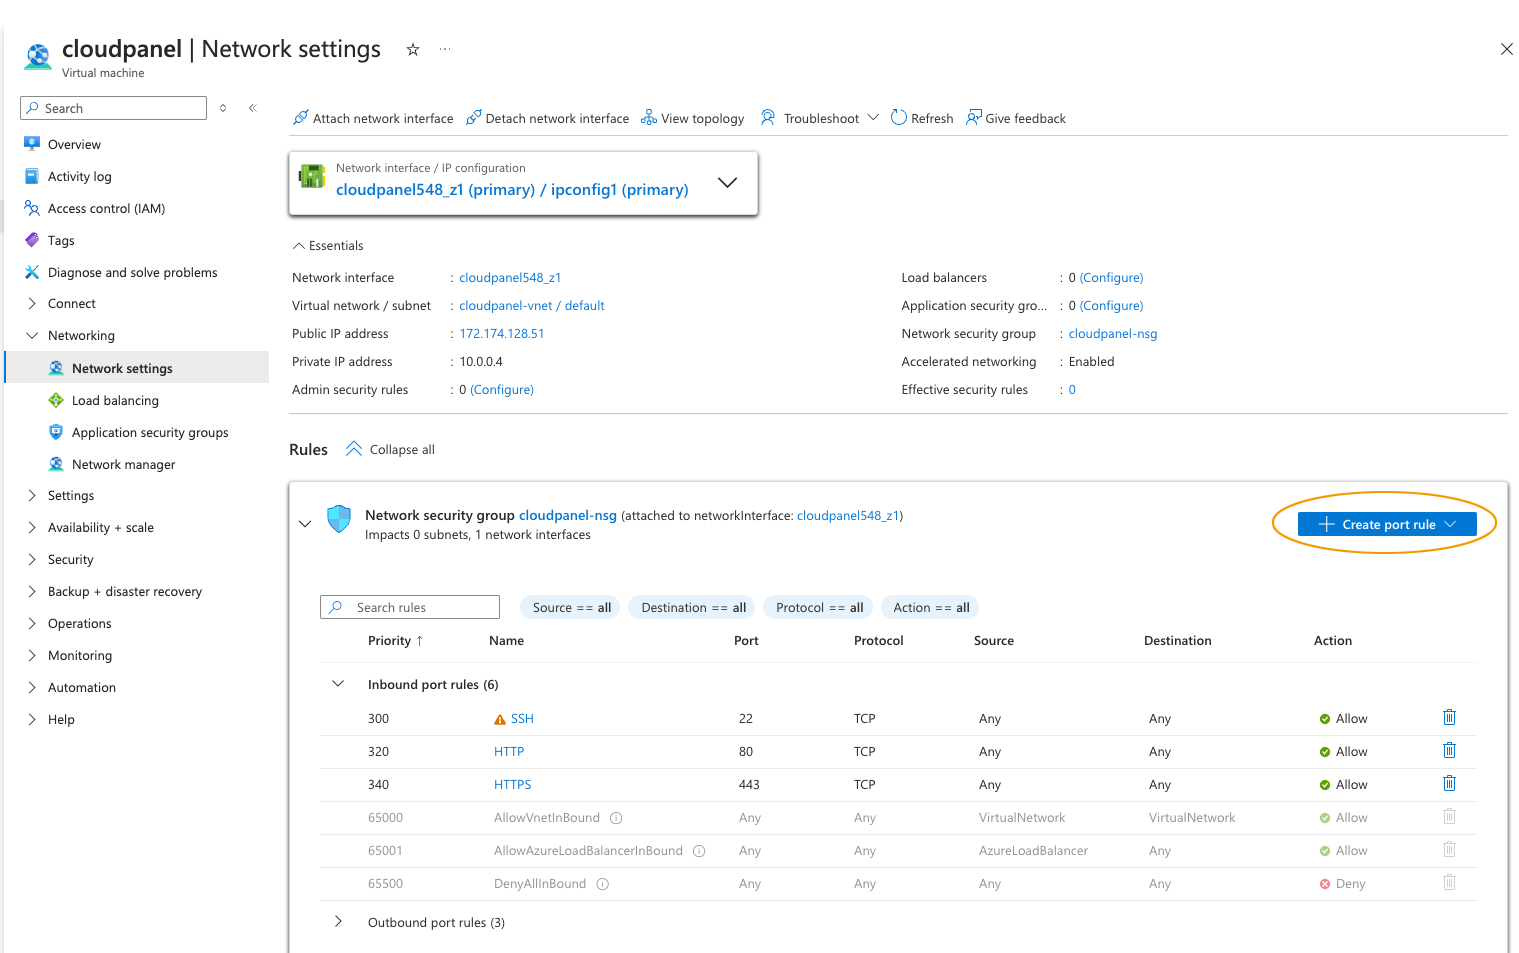 cloudpanel | Network settings
Virtual machine
Search
Overview
Activity log
Access control (IAM)
Tags
Diagnose and solve problems
Connect
Networking
Network settings
Load balancing
Application security groups
Network manager
Settings
Availability + scale
Security
Backup + disaster recovery
Operations
Monitoring
Automation
Help
Attach network interface Detach network interface View topology Troubleshoot Refresh Give feedback
Network interface / IP configuration
cloudpanel548_z1 (primary) / ipconfig1 (primary)
Essentials
Network interface : cloudpanel548_z1
Virtual network / subnet : cloudpanel-vnet / default
Public IP address : 172.174.128.51
Private IP address : 10.0.0.4
Admin security rules : 0 (Configure)
Load balancers : 0 (Configure)
Application security gro... : 0 (Configure)
Network security group : cloudpanel-nsg
Accelerated networking : Enabled
Effective security rules : 0
Rules Collapse all
Network security group cloudpanel-nsg (attached to networkInterface: cloudpanel548_z1)
Impacts 0 subnets, 1 network interfaces
Create port rule
Search rules Source == all Destination == all Protocol == all Action == all
Priority ↑ Name Port Protocol Source Destination Action
Inbound port rules (6)
300 SSH 22 TCP Any Any Allow
320 HTTP 80 TCP Any Any Allow
340 HTTPS 443 TCP Any Any Allow
65000 AllowVnetInBound Any Any VirtualNetwork VirtualNetwork Allow
65001 AllowAzureLoadBalancerInBound Any Any AzureLoadBalancer Any Allow
65500 DenyAllInBound Any Any Any Any Deny
Outbound port rules (3)